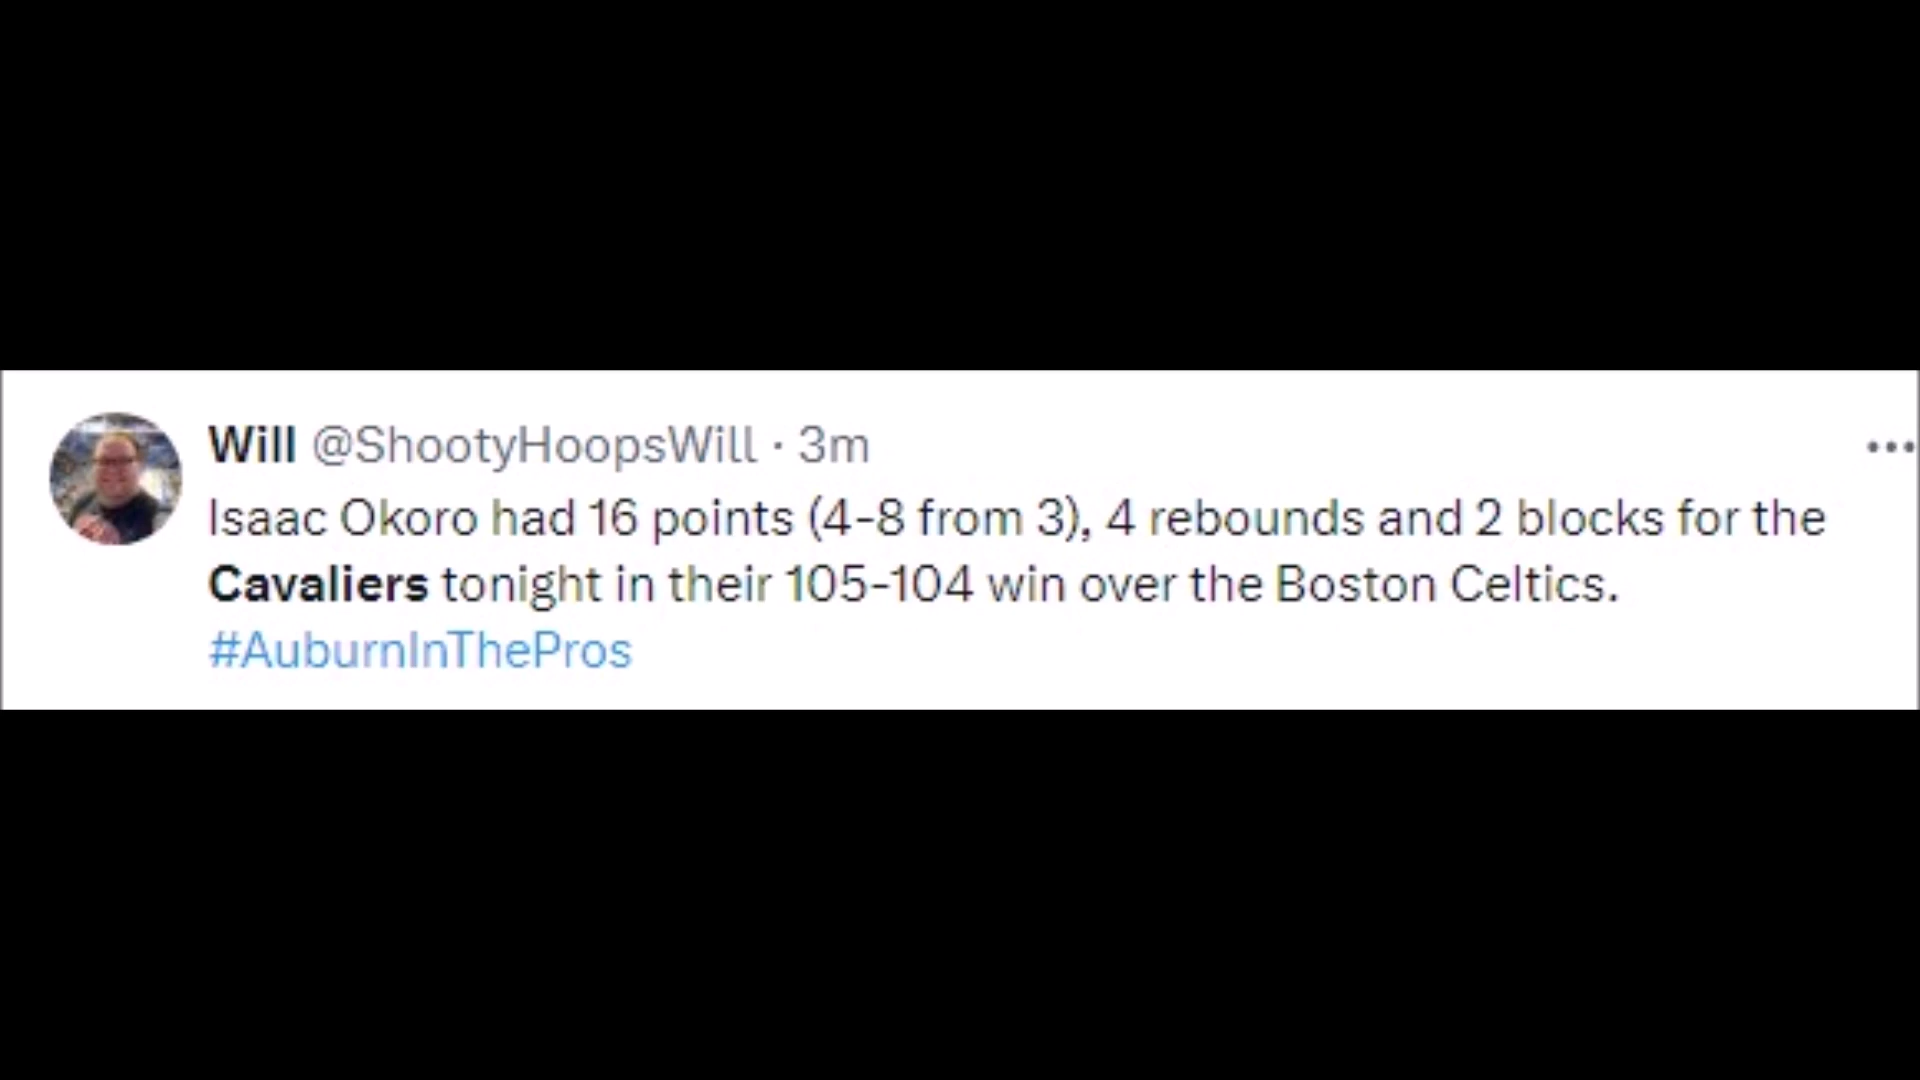 Will @ShootyHoopsWill · 3m
Isaac Okoro had 16 points (4-8 from 3), 4 rebounds and 2 blocks for the
Cavaliers tonight in their 105-104 win over the Boston Celtics.
#AuburnInThePros